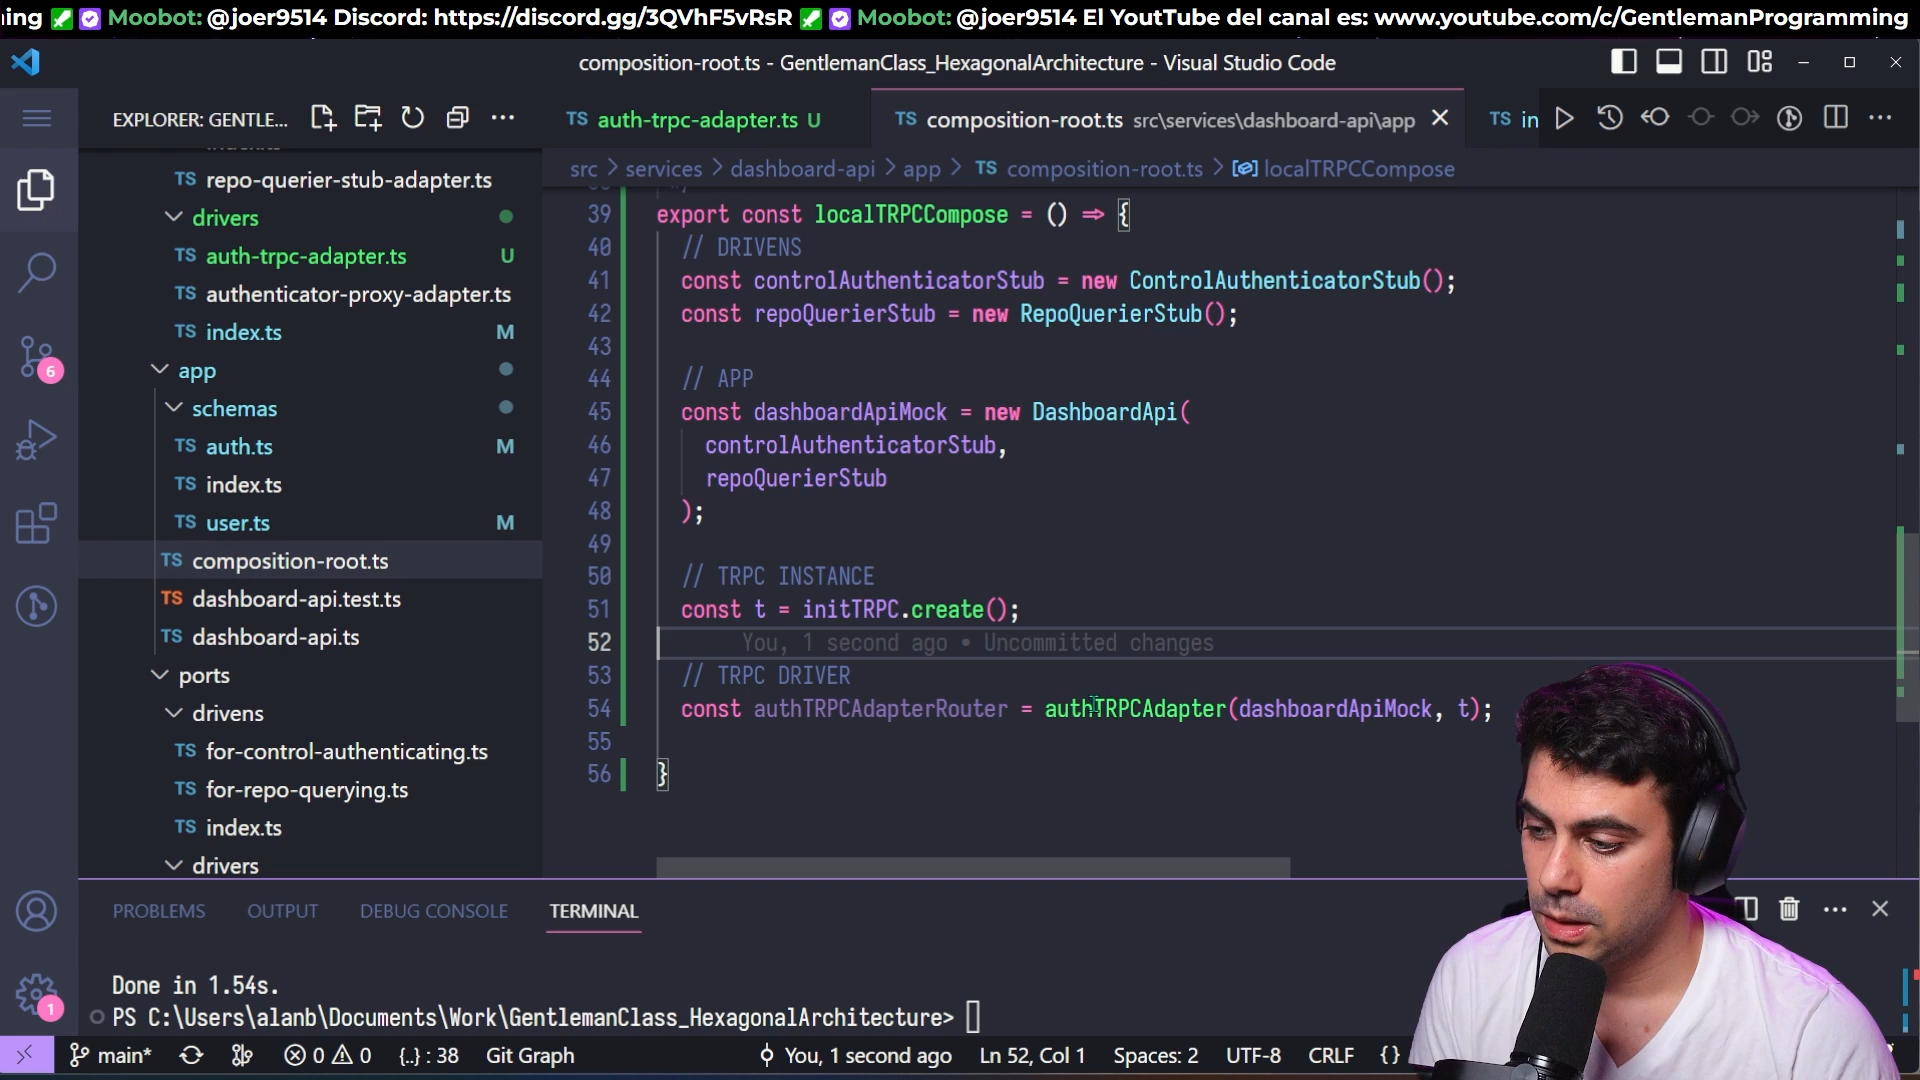 ing Moobot: @joer9514 Discord: https://discord.gg/3QVhF5vRsR Moobot: @joer9514 El YoutTube del canal es: www.youtube.com/c/GentlemanProgramming
composition-root.ts - GentlemanClass_HexagonalArchitecture - Visual Studio Code
EXPLORER: GENTLE...
TS auth-trpc-adapter.ts U
TS composition-root.ts src\services\dashboard-api\app
TS in
src > services > dashboard-api > app > TS composition-root.ts > localTRPCCompose
index.ts
TS repo-querier-stub-adapter.ts
drivers
TS auth-trpc-adapter.ts U
TS authenticator-proxy-adapter.ts
TS index.ts M
app
schemas
TS auth.ts M
TS index.ts
TS user.ts M
TS composition-root.ts
TS dashboard-api.test.ts
TS dashboard-api.ts
ports
drivens
TS for-control-authenticating.ts
TS for-repo-querying.ts
TS index.ts
drivers
6
1
38 */
39 export const localTRPCCompose = () => {
40 // DRIVENS
41 const controlAuthenticatorStub = new ControlAuthenticatorStub();
42 const repoQuerierStub = new RepoQuerierStub();
43
44 // APP
45 const dashboardApiMock = new DashboardApi(
46 controlAuthenticatorStub,
47 repoQuerierStub
48 );
49
50 // TRPC INSTANCE
51 const t = initTRPC.create();
52 You, 1 second ago • Uncommitted changes
53 // TRPC DRIVER
54 const authTRPCAdapterRouter = authTRPCAdapter(dashboardApiMock, t);
55
56 }
PROBLEMS OUTPUT DEBUG CONSOLE TERMINAL
Done in 1.54s.
PS C:\Users\alanb\Documents\Work\GentlemanClass_HexagonalArchitecture>
main* 0 0 {..} : 38 Git Graph You, 1 second ago Ln 52, Col 1 Spaces: 2 UTF-8 CRLF {}